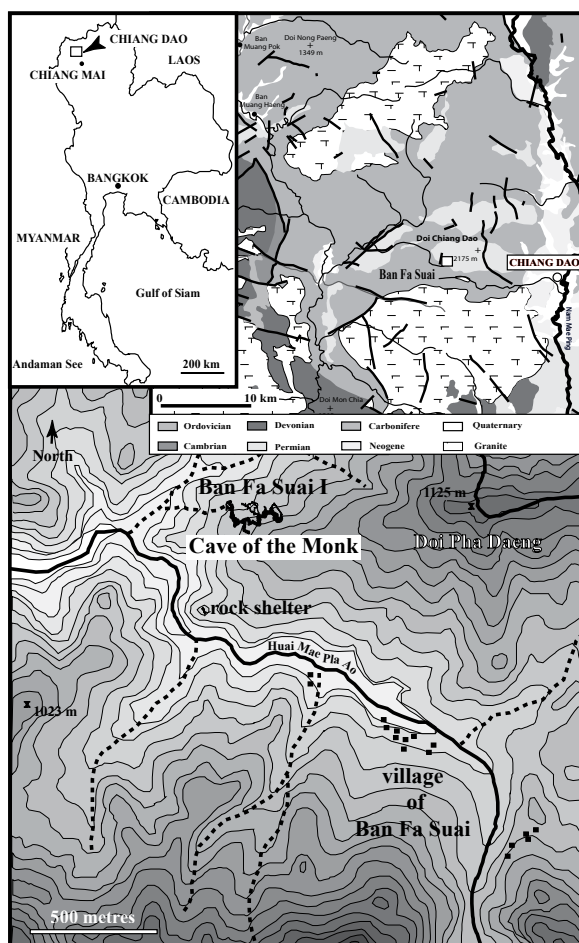 CHIANG DAO
CHIANG MAI
LAOS
BANGKOK
CAMBODIA
MYANMAR
Gulf of Siam
Andaman See
200 km
Ban
Muang Pok
Doi Nong Paeng
1349 m
Ban
Muang Haeng
Doi Chiang Dao
2175 m
CHIANG DAO
Ban Fa Suai
Nam Mae Ping
0 10 km
Doi Mon Chia
Ordovician Devonian Carbonifere Quaternary
Cambrian Permian Neogene Granite
North
Ban Fa Suai I
Cave of the Monk
1125 m
Doi Pha Daeng
rock shelter
Huai Mae Pla Ao
1023 m
village
of
Ban Fa Suai
500 metres